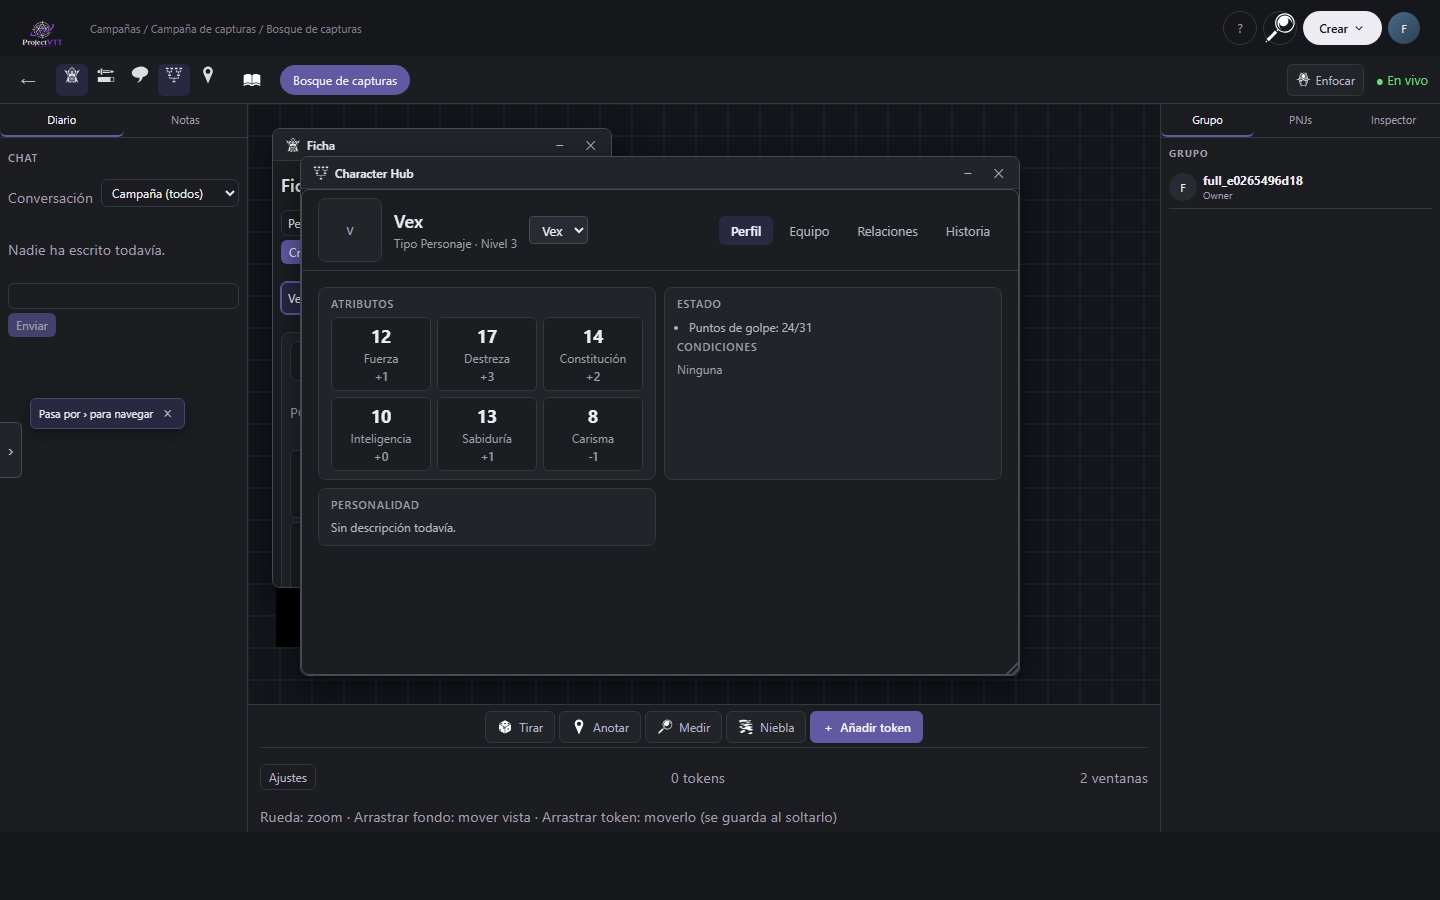 ProjectVTT
Campañas / Campaña de capturas / Bosque de capturas
?
Crear
F
←
Bosque de capturas
Enfocar
En vivo
Diario
Notas
CHAT
Conversación
Campaña (todos)
Nadie ha escrito todavía.
Enviar
Pasa por › para navegar ×
›
Ficha
Character Hub
V
Vex
Tipo Personaje · Nivel 3
Vex
Perfil
Equipo
Relaciones
Historia
ATRIBUTOS
12
Fuerza
+1
17
Destreza
+3
14
Constitución
+2
10
Inteligencia
+0
13
Sabiduría
+1
8
Carisma
-1
ESTADO
• Puntos de golpe: 24/31
CONDICIONES
Ninguna
PERSONALIDAD
Sin descripción todavía.
Grupo
PNJs
Inspector
GRUPO
F
full_e0265496d18
Owner
Tirar
Anotar
Medir
Niebla
+ Añadir token
Ajustes
0 tokens
2 ventanas
Rueda: zoom · Arrastrar fondo: mover vista · Arrastrar token: moverlo (se guarda al soltarlo)